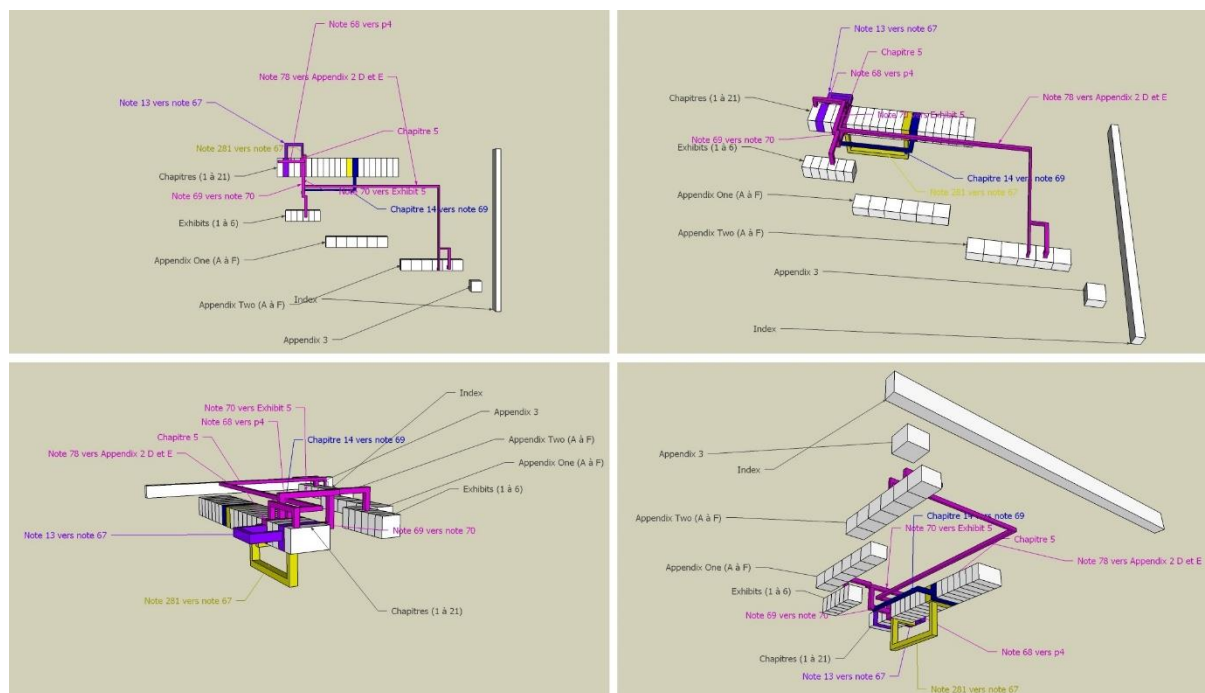 Note 68 vers p4
Note 78 vers Appendix 2 D et E
Note 13 vers note 67
Chapitre 5
Note 281 vers note 67
Chapitres (1 à 21)
Note 69 vers note 70
Note 70 vers Exhibit 5
Chapitre 14 vers note 69
Exhibits (1 à 6)
Appendix One (A à F)
Appendix Two (A à F)
Index
Appendix 3
Note 13 vers note 67
Chapitre 5
Note 68 vers p4
Chapitres (1 à 21)
Note 78 vers Appendix 2 D et E
Note 70 vers Exhibit 5
Note 69 vers note 70
Exhibits (1 à 6)
Chapitre 14 vers note 69
Note 281 vers note 67
Appendix One (A à F)
Appendix Two (A à F)
Appendix 3
Index
Index
Note 70 vers Exhibit 5
Appendix 3
Note 68 vers p4
Chapitre 5
Chapitre 14 vers note 69
Appendix Two (A à F)
Note 78 vers Appendix 2 D et E
Appendix One (A à F)
Exhibits (1 à 6)
Note 13 vers note 67
Note 69 vers note 70
Note 281 vers note 67
Chapitres (1 à 21)
Appendix 3
Index
Appendix Two (A à F)
Chapitre 14 vers note 69
Note 70 vers Exhibit 5
Chapitre 5
Appendix One (A à F)
Note 78 vers Appendix 2 D et E
Exhibits (1 à 6)
Note 69 vers note 70
Note 68 vers p4
Chapitres (1 à 21)
Note 13 vers note 67
Note 281 vers note 67